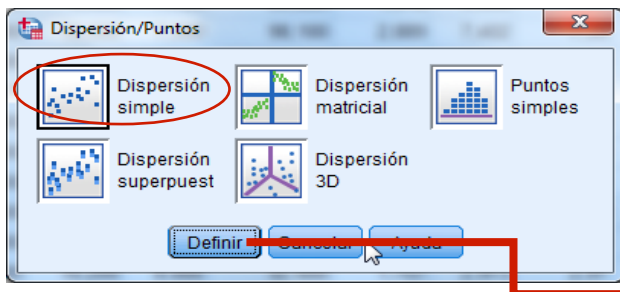 Dispersión/Puntos
Dispersión simple
Dispersión matricial
Puntos simples
Dispersión superpuest
Dispersión 3D
Definir
Cancelar
Ayuda